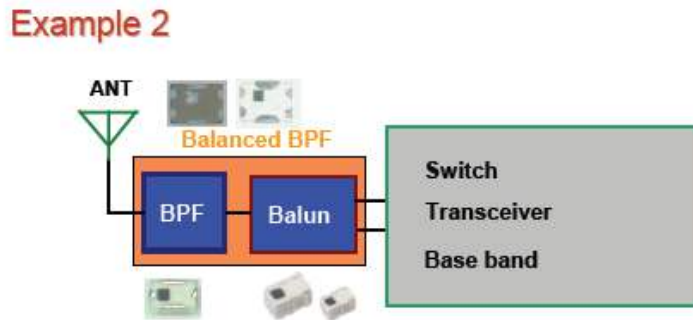 Example 2
ANT
Balanced BPF
BPF
Balun
Switch
Transceiver
Base band